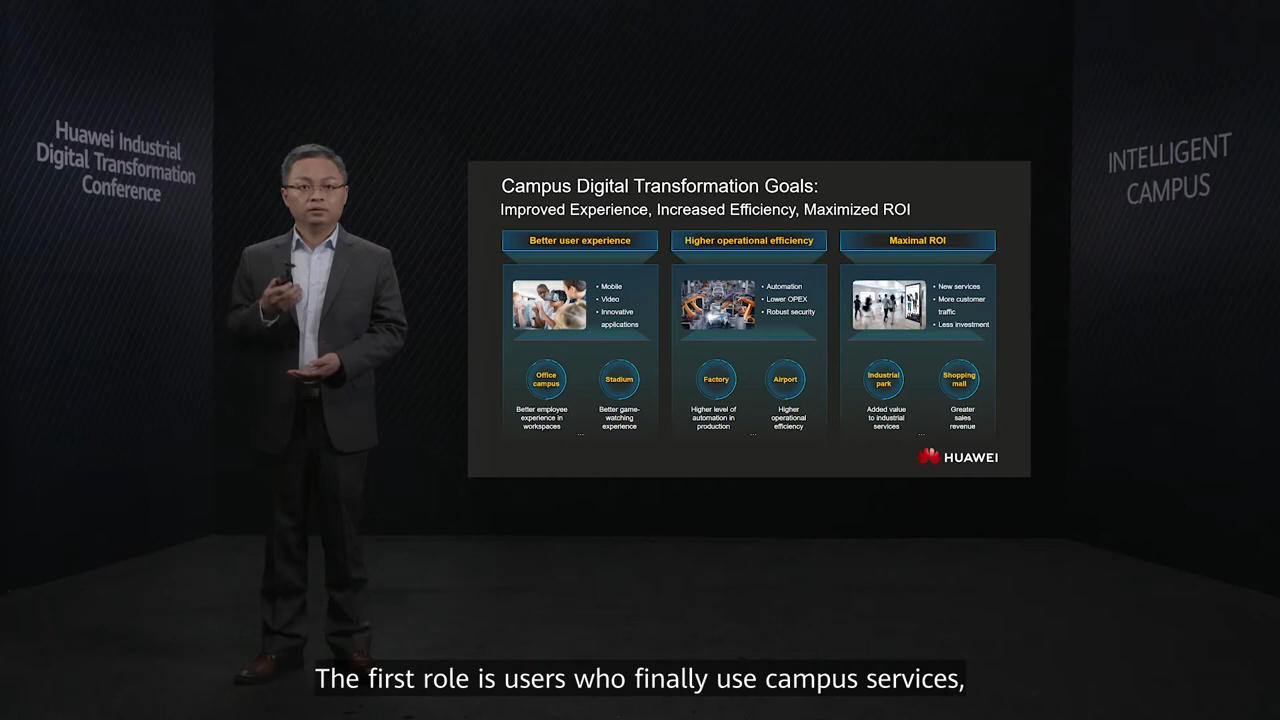 Huawei Industrial
Digital Transformation
Conference
INTELLIGENT
CAMPUS
Campus Digital Transformation Goals:
Improved Experience, Increased Efficiency, Maximized ROI
Better user experience
• Mobile
• Video
• Innovative
applications
Office
campus
Better employee
experience in
workspaces
Stadium
Better game-
watching
experience
...
Higher operational efficiency
• Automation
• Lower OPEX
• Robust security
Factory
Higher level of
automation in
production
Airport
Higher
operational
efficiency
...
Maximal ROI
• New services
• More customer
traffic
• Less investment
Industrial
park
Added value
to industrial
services
Shopping
mall
Greater
sales
revenue
...
HUAWEI
The first role is users who finally use campus services,